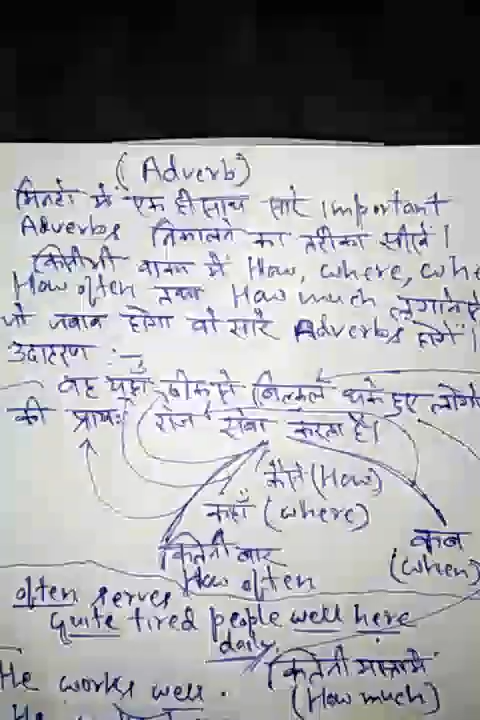 (Adverb)
मिनटों में एक ही साथ सारे important
Adverbs निकालने का तरीका सीखें।
किसी भी वाक्य में How, where, whe
How often तथा How much लगाने से
जो जवाब होगा वो सारे Adverbs होंगे।
उदाहरण :-
वह यहाँ ठीक से बिल्कुल थके हुए लोगों
की प्रायः रोज सेवा करता है।
कैसे (How)
कहाँ (where)
कितनी बार
How often
कब
(when)
often serves
quite tired people well here
daily.
कितनी मात्रा में
(How much)
He works well.
He